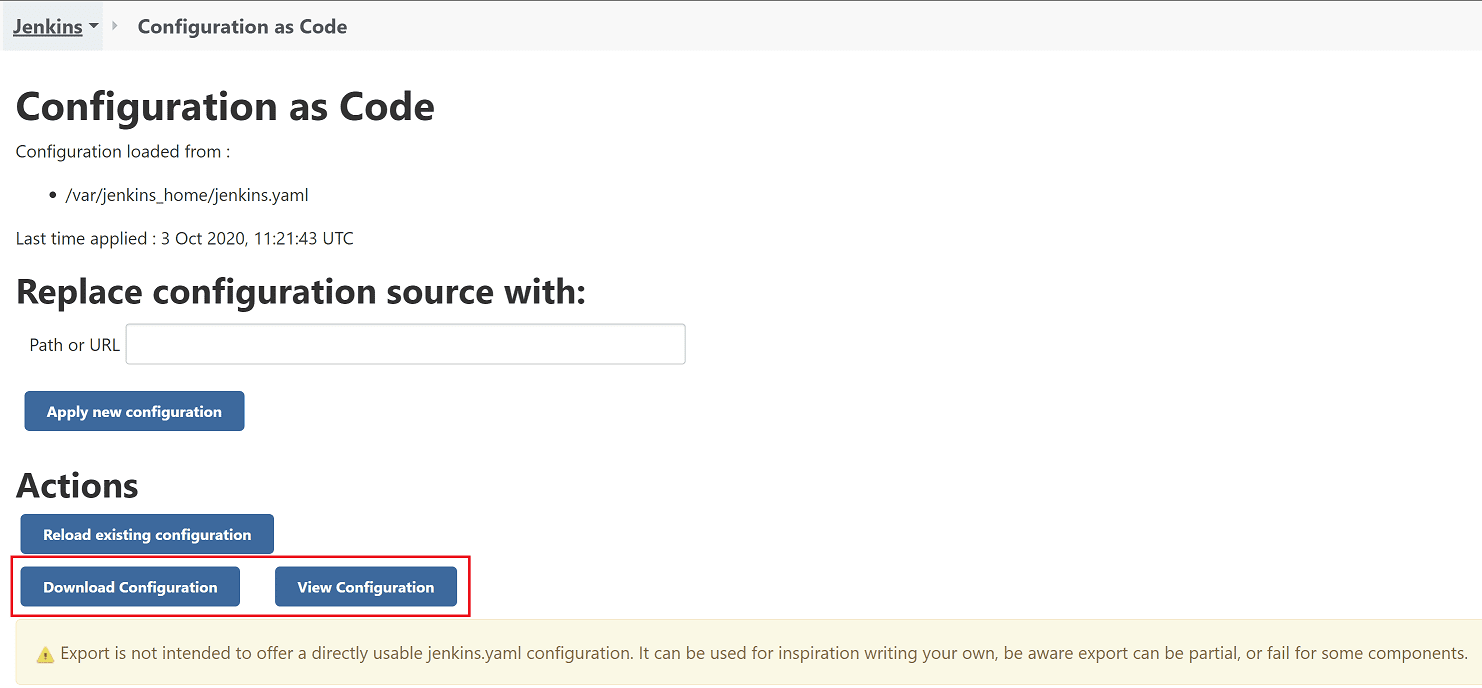 Jenkins Configuration as Code
Configuration as Code
Configuration loaded from :
/var/jenkins_home/jenkins.yaml
Last time applied : 3 Oct 2020, 11:21:43 UTC
Replace configuration source with:
Path or URL
Apply new configuration
Actions
Reload existing configuration
Download Configuration View Configuration
Export is not intended to offer a directly usable jenkins.yaml configuration. It can be used for inspiration writing your own, be aware export can be partial, or fail for some components.